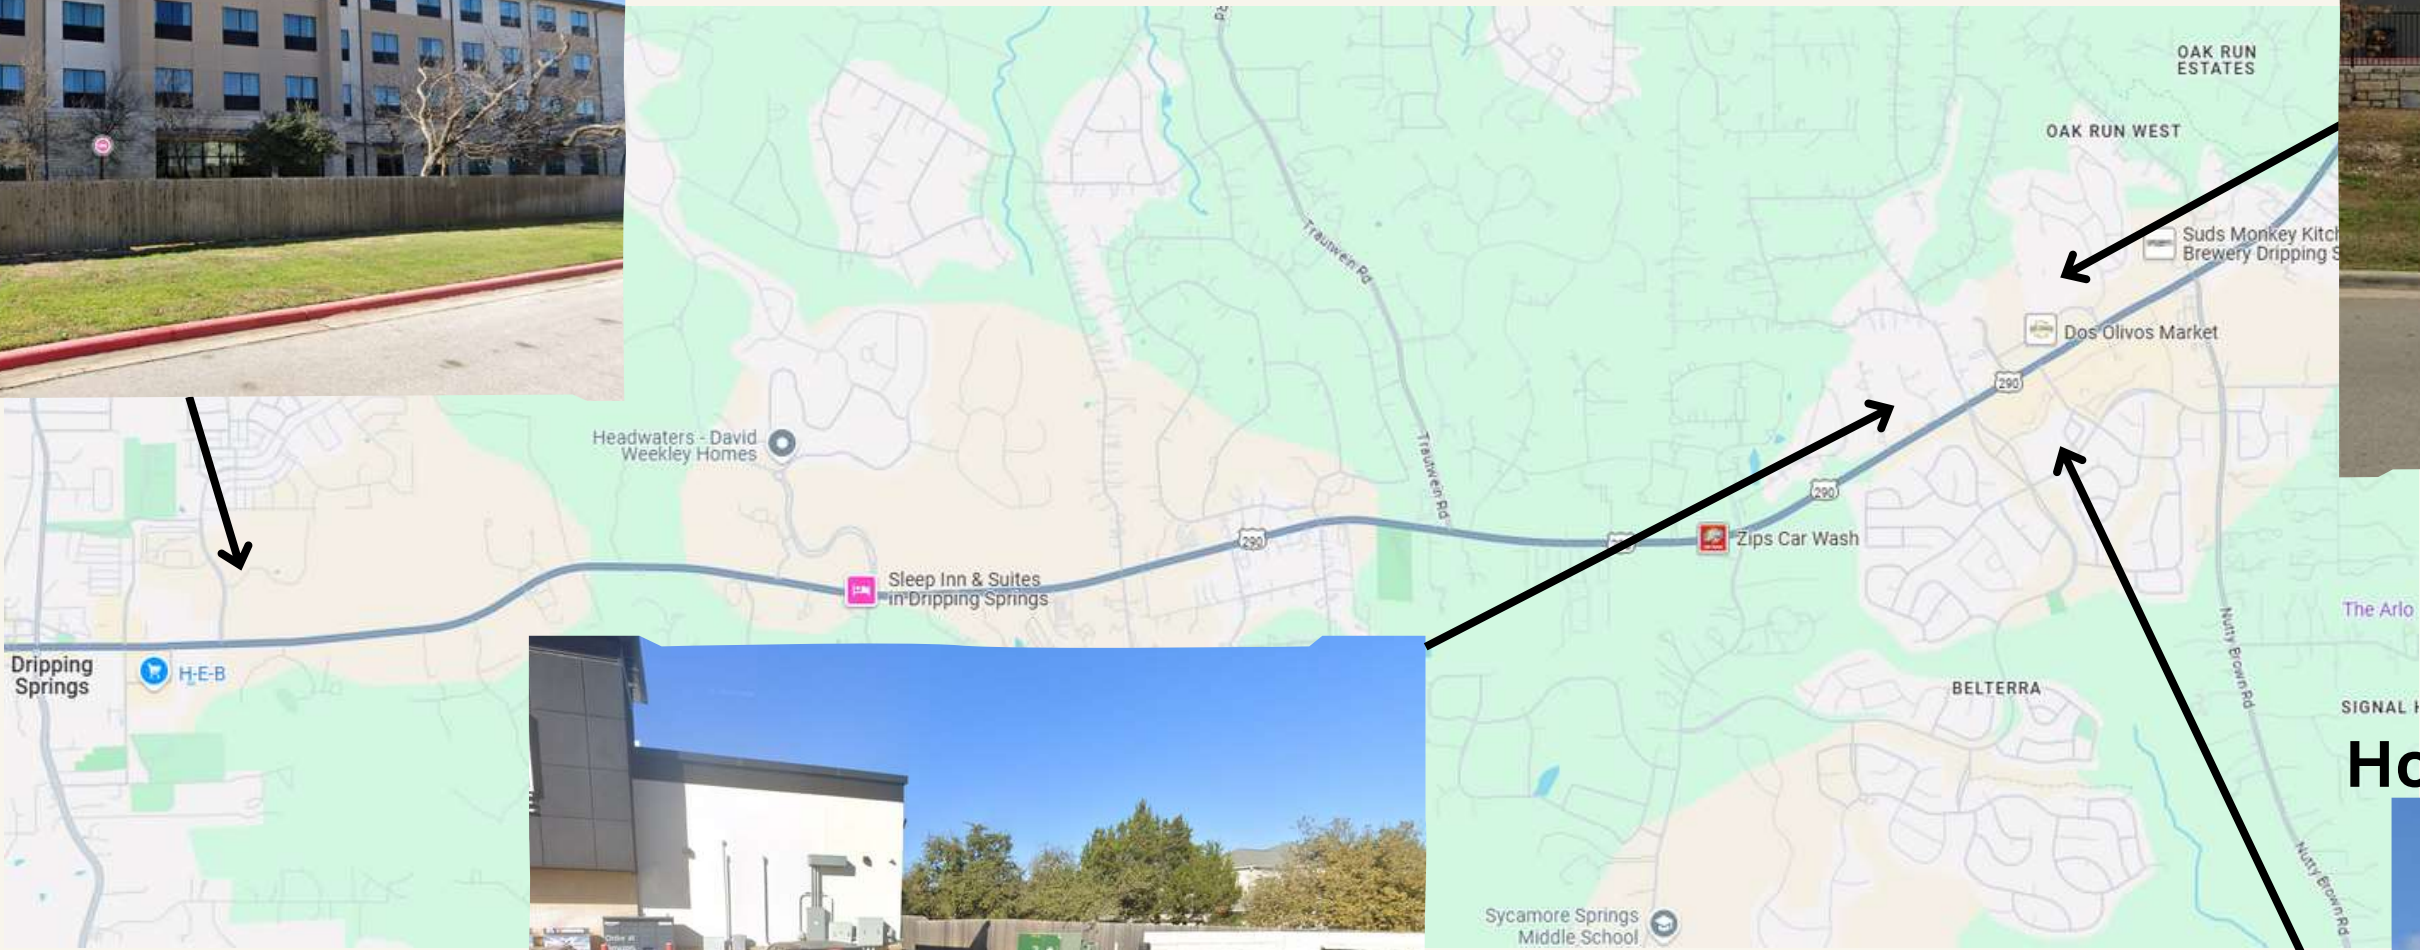 OAK RUN
ESTATES
OAK RUN WEST
Trautwein Rd
Suds Monkey Kitch
Brewery Dripping S
Dos Olivos Market
290
Headwaters - David
Weekley Homes
Trautwein Rd
290
290
Zips Car Wash
Sleep Inn & Suites
in Dripping Springs
The Arlo
Dripping
Springs
H-E-B
Nutty Brown Rd
BELTERRA
SIGNAL H
Ho
Nutty Brown Rd
Sycamore Springs
Middle School